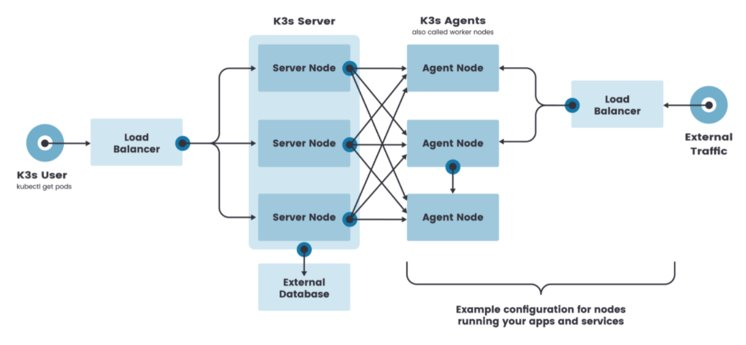 K3s Server
K3s Agents
also called worker nodes
Server Node
Agent Node
Load
Balancer
External
Traffic
K3s User
kubectl get pods
Load
Balancer
Server Node
Agent Node
Server Node
Agent Node
External
Database
Example configuration for nodes
running your apps and services